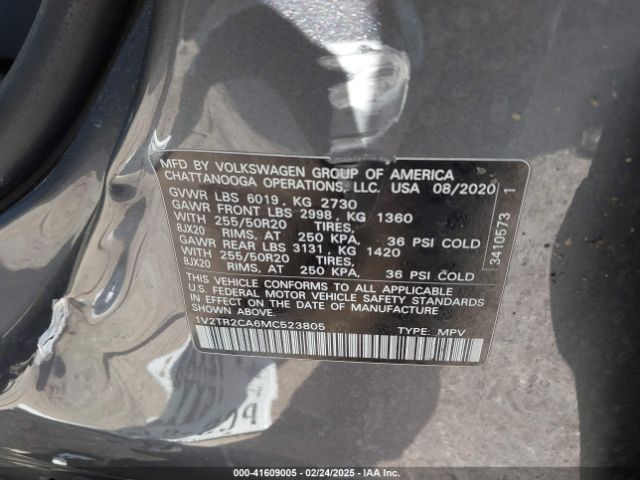 MFD BY VOLKSWAGEN GROUP OF AMERICA
CHATTANOOGA OPERATIONS, LLC. USA 08/2020
GVWR LBS 6019, KG 2730
GAWR FRONT LBS 2998, KG 1360
WITH 255/50R20 TIRES,
8JX20 RIMS, AT 250 KPA, 36 PSI COLD
GAWR REAR LBS 3131, KG 1420
WITH 255/50R20 TIRES,
8JX20 RIMS, AT 250 KPA, 36 PSI COLD
THIS VEHICLE CONFORMS TO ALL APPLICABLE
U.S. FEDERAL MOTOR VEHICLE SAFETY STANDARDS
IN EFFECT ON THE DATE OF MANUFACTURE
SHOWN ABOVE.
1V2TR2CA6MC523805 TYPE: MPV
3410573 1
000-41609005 - 02/24/2025 - IAA Inc.